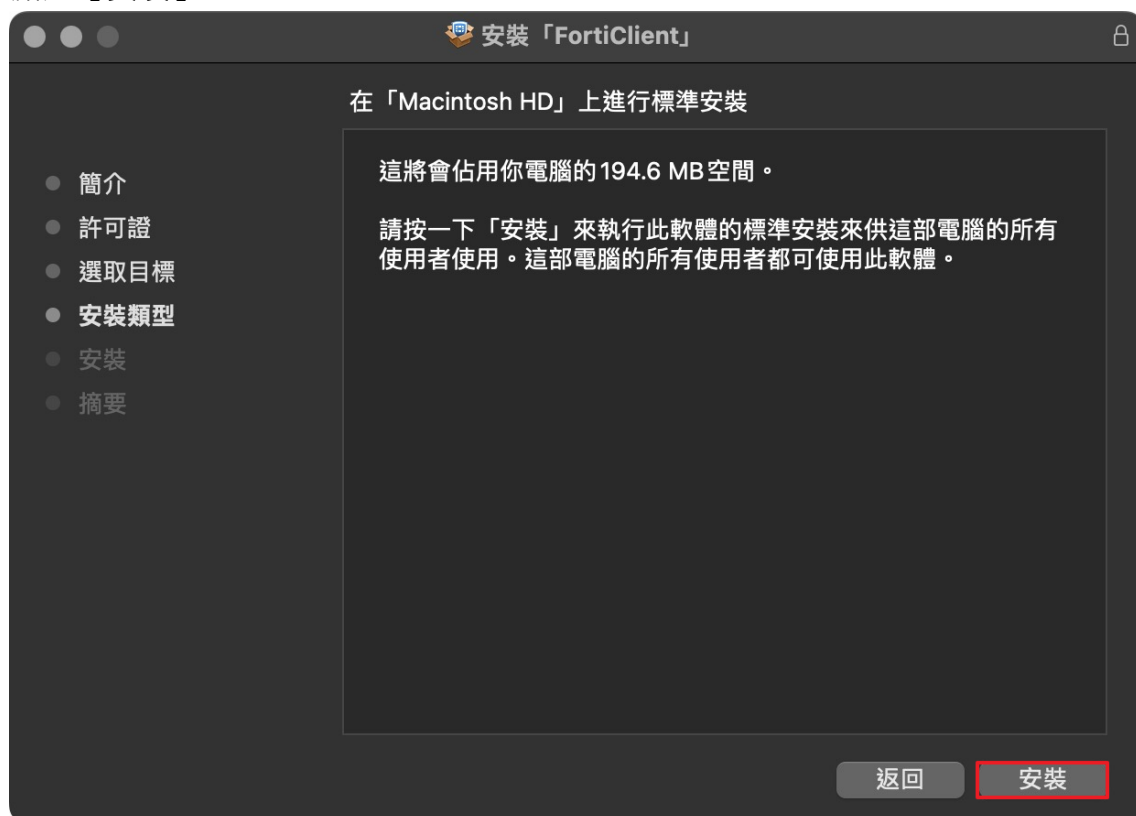 安裝「FortiClient」
在「Macintosh HD」上進行標準安裝
簡介
許可證
選取目標
安裝類型
安裝
摘要
這將會佔用你電腦的194.6 MB空間。
請按一下「安裝」來執行此軟體的標準安裝來供這部電腦的所有
使用者使用。這部電腦的所有使用者都可使用此軟體。
返回
安裝